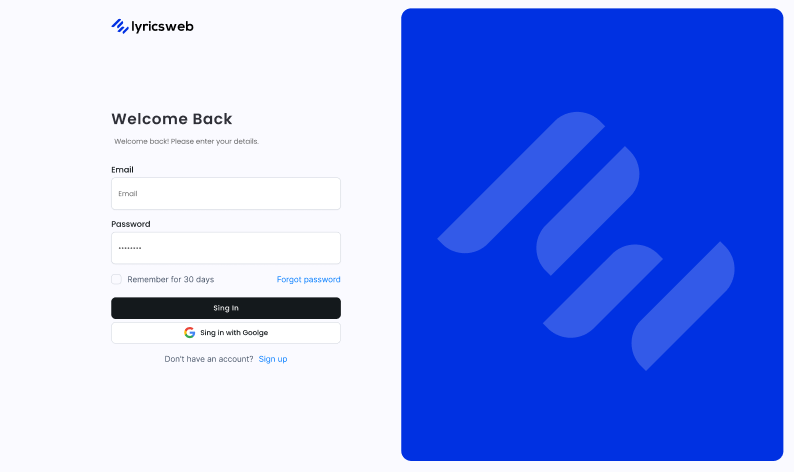 lyricsweb
Welcome Back
Welcome back! Please enter your details.
Email
Email
Password
••••••••
Remember for 30 days Forgot password
Sing In
Sing in with Goolge
Don't have an account? Sign up